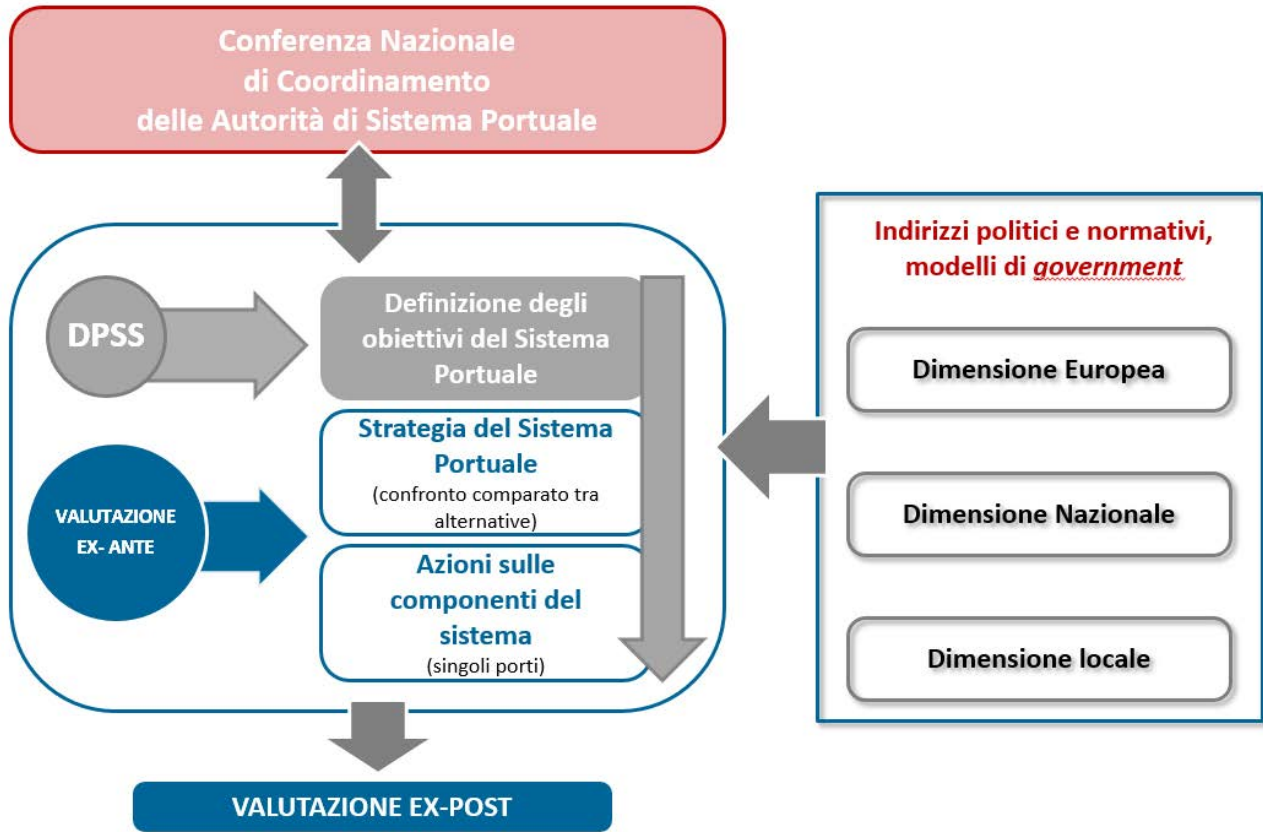 Conferenza Nazionale
di Coordinamento
delle Autorità di Sistema Portuale
DPSS
Definizione degli
obiettivi del Sistema
Portuale
VALUTAZIONE
EX- ANTE
Strategia del Sistema
Portuale
(confronto comparato tra
alternative)
Azioni sulle
componenti del
sistema
(singoli porti)
VALUTAZIONE EX-POST
Indirizzi politici e normativi,
modelli di government
Dimensione Europea
Dimensione Nazionale
Dimensione locale